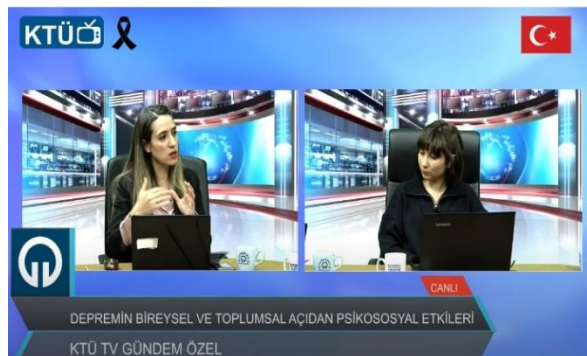 KTÜ
CANLI
DEPREMİN BİREYSEL VE TOPLUMSAL AÇIDAN PSİKOSOSYAL ETKİLERİ
KTÜ TV GÜNDEM ÖZEL